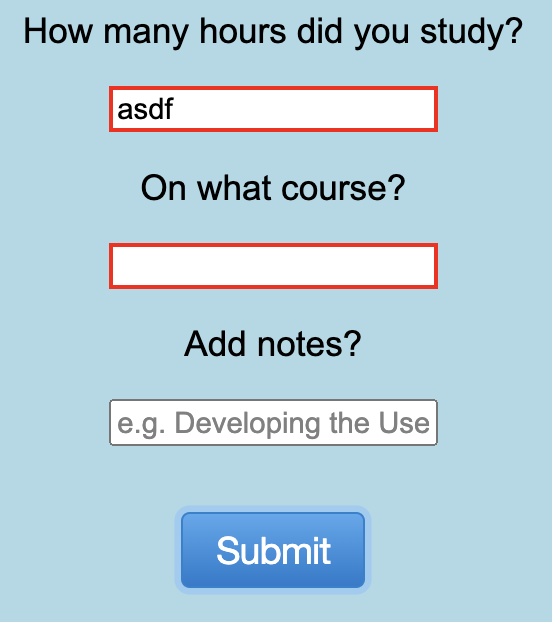 How many hours did you study?
asdf
On what course?
Add notes?
e.g. Developing the Use
Submit